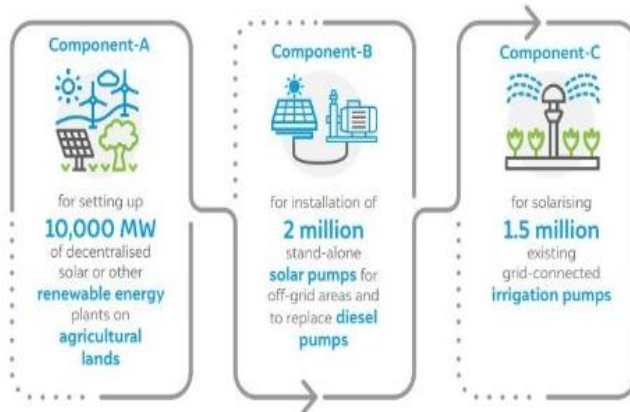 Component-A
for setting up
10,000 MW
of decentralised
solar or other
renewable energy
plants on
agricultural
lands
Component-B
for installation of
2 million
stand-alone
solar pumps for
off-grid areas and
to replace diesel
pumps
Component-C
for solarising
1.5 million
existing
grid-connected
irrigation pumps